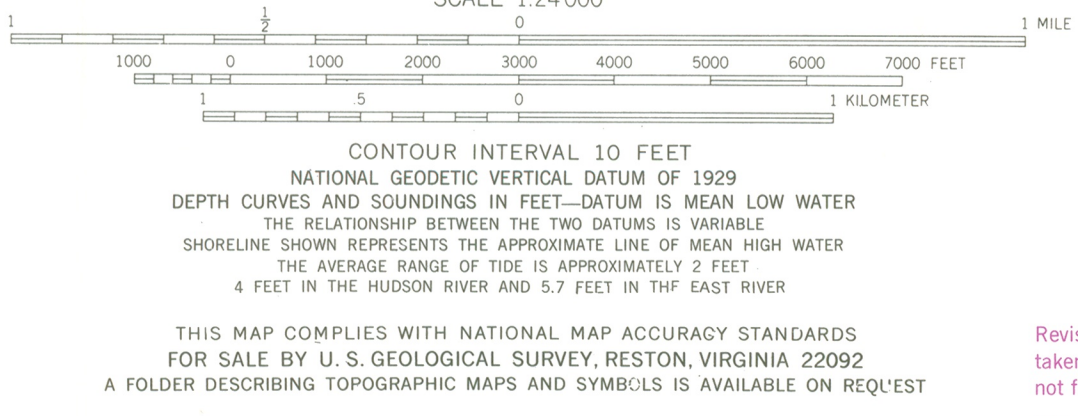 SCALE 1:24 000
1 ½ 0 1 MILE
1000 0 1000 2000 3000 4000 5000 6000 7000 FEET
1 .5 0 1 KILOMETER
CONTOUR INTERVAL 10 FEET
NATIONAL GEODETIC VERTICAL DATUM OF 1929
DEPTH CURVES AND SOUNDINGS IN FEET—DATUM IS MEAN LOW WATER
THE RELATIONSHIP BETWEEN THE TWO DATUMS IS VARIABLE
SHORELINE SHOWN REPRESENTS THE APPROXIMATE LINE OF MEAN HIGH WATER
THE AVERAGE RANGE OF TIDE IS APPROXIMATELY 2 FEET
4 FEET IN THE HUDSON RIVER AND 5.7 FEET IN THE EAST RIVER
THIS MAP COMPLIES WITH NATIONAL MAP ACCURACY STANDARDS
FOR SALE BY U. S. GEOLOGICAL SURVEY, RESTON, VIRGINIA 22092
A FOLDER DESCRIBING TOPOGRAPHIC MAPS AND SYMBOLS IS AVAILABLE ON REQUEST
Revis
taken
not f